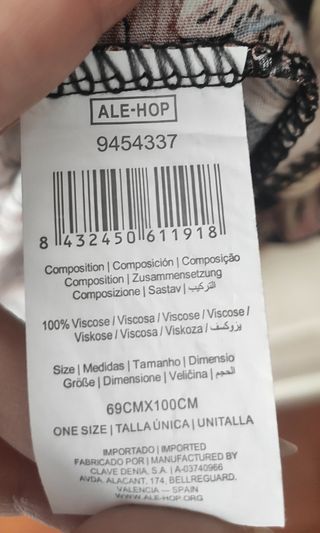 ALE-HOP
9454337
8 432450 611918
Composition | Composición | Composição
Composition | Zusammensetzung
Composizione | Sastav | التركيب
100% Viscose / Viscosa / Viscose / Viscose /
Viskose / Viscosa / Viskoza / يزوكسف
Size | Medidas | Tamanho | Dimensio
Größe | Dimensione | Veličina | الحجم
69CMX100CM
ONE SIZE | TALLA ÚNICA | UNITALLA
IMPORTADO | IMPORTED
FABRICADO POR | MANUFACTURED BY
CLAVE DENIA, S.A. | A-03740966
AVDA. ALACANT, 174, BELLREGUARD.
VALENCIA – SPAIN
WWW.ALE-HOP.ORG